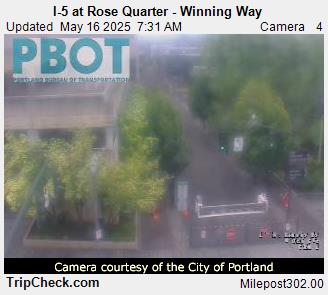 I-5 at Rose Quarter - Winning Way
Updated May 16 2025 7:31 AM Camera 4
PBOT
PORTLAND BUREAU OF TRANSPORTATION
Camera courtesy of the City of Portland
TripCheck.com Milepost302.00